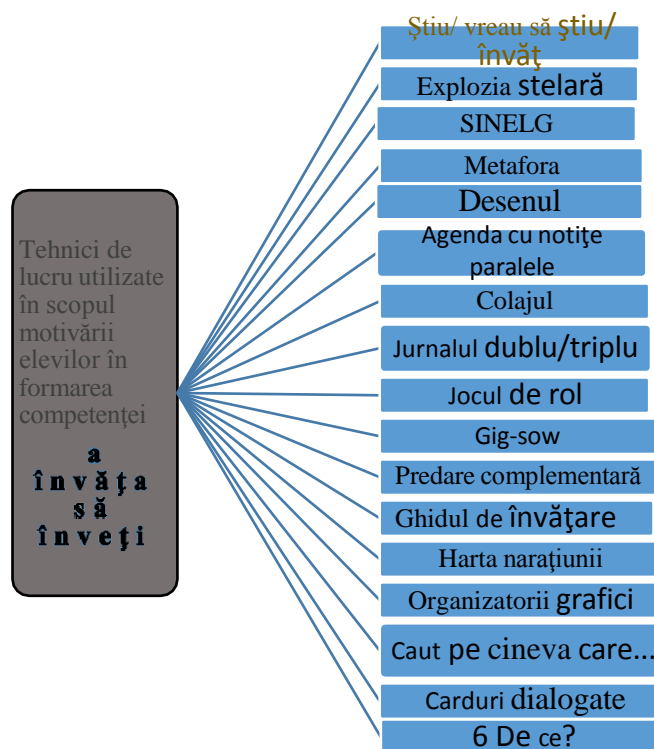 Tehnici de
lucru utilizate
în scopul
motivării
elevilor în
formarea
competenţei
a
învăţa
să
înveţi
Știu/ vreau să ştiu/
învăţ
Explozia stelară
SINELG
Metafora
Desenul
Agenda cu notiţe
paralele
Colajul
Jurnalul dublu/triplu
Jocul de rol
Gig-sow
Predare complementară
Ghidul de învăţare
Harta naraţiunii
Organizatorii grafici
Caut pe cineva care...
Carduri dialogate
6 De ce?